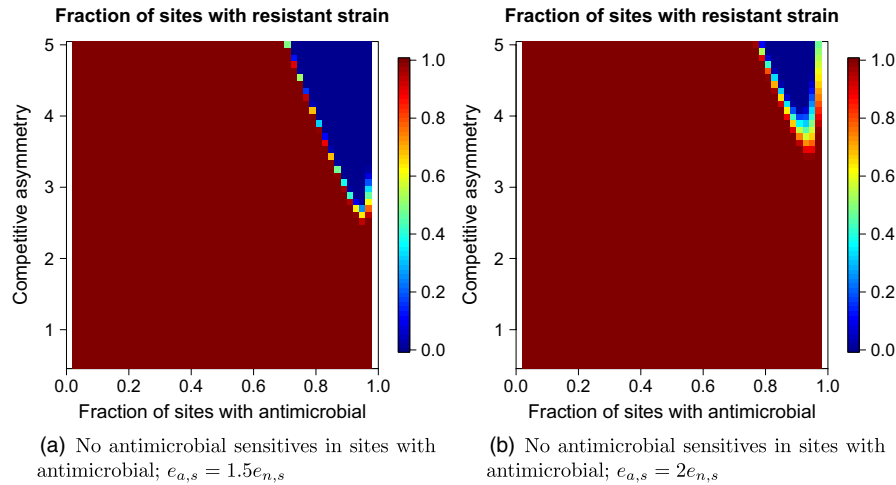 Fraction of sites with resistant strain
5
4
3
2
1
0.0 0.2 0.4 0.6 0.8 1.0
Competitive asymmetry
Fraction of sites with antimicrobial
1.0
0.8
0.6
0.4
0.2
0.0
(a) No antimicrobial sensitives in sites with
antimicrobial; e_{a,s} = 1.5e_{n,s}
Fraction of sites with resistant strain
5
4
3
2
1
0.0 0.2 0.4 0.6 0.8 1.0
Competitive asymmetry
Fraction of sites with antimicrobial
1.0
0.8
0.6
0.4
0.2
0.0
(b) No antimicrobial sensitives in sites with
antimicrobial; e_{a,s} = 2e_{n,s}